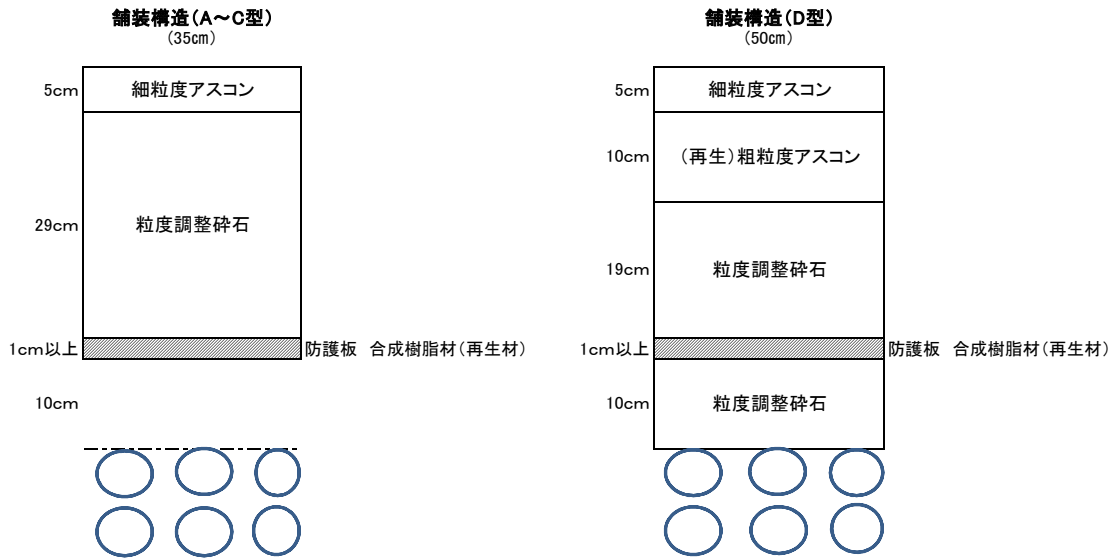 舗装構造(A～C型)
(35cm)
5cm
細粒度アスコン
29cm
粒度調整砕石
1cm以上
防護板　合成樹脂材(再生材)
10cm
舗装構造(D型)
(50cm)
5cm
細粒度アスコン
10cm
(再生)粗粒度アスコン
19cm
粒度調整砕石
1cm以上
防護板　合成樹脂材(再生材)
10cm
粒度調整砕石